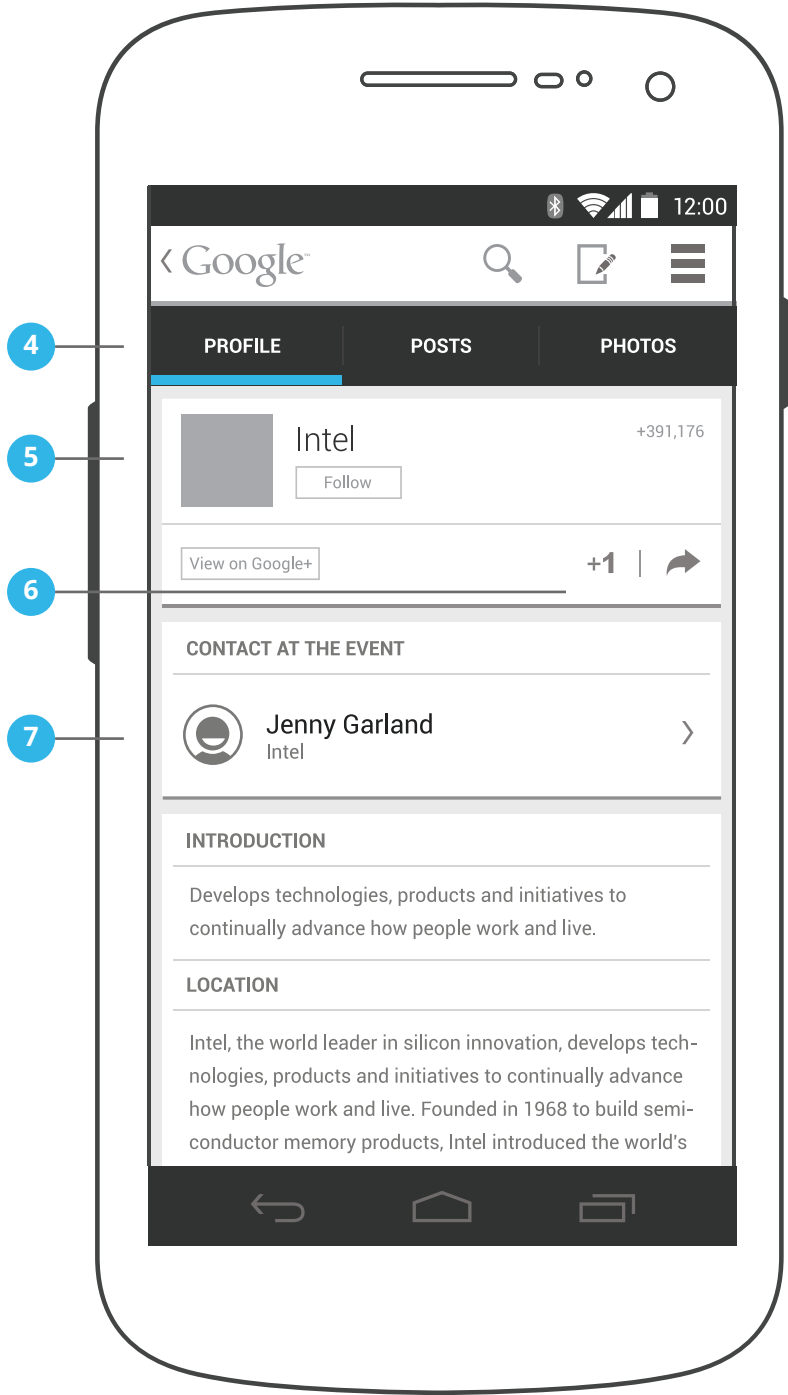 12:00
Google
4
PROFILE
POSTS
PHOTOS
5
Intel
+391,176
Follow
6
View on Google+
+1
CONTACT AT THE EVENT
7
Jenny Garland
Intel
INTRODUCTION
Develops technologies, products and initiatives to
continually advance how people work and live.
LOCATION
Intel, the world leader in silicon innovation, develops tech-
nologies, products and initiatives to continually advance
how people work and live. Founded in 1968 to build semi-
conductor memory products, Intel introduced the world's